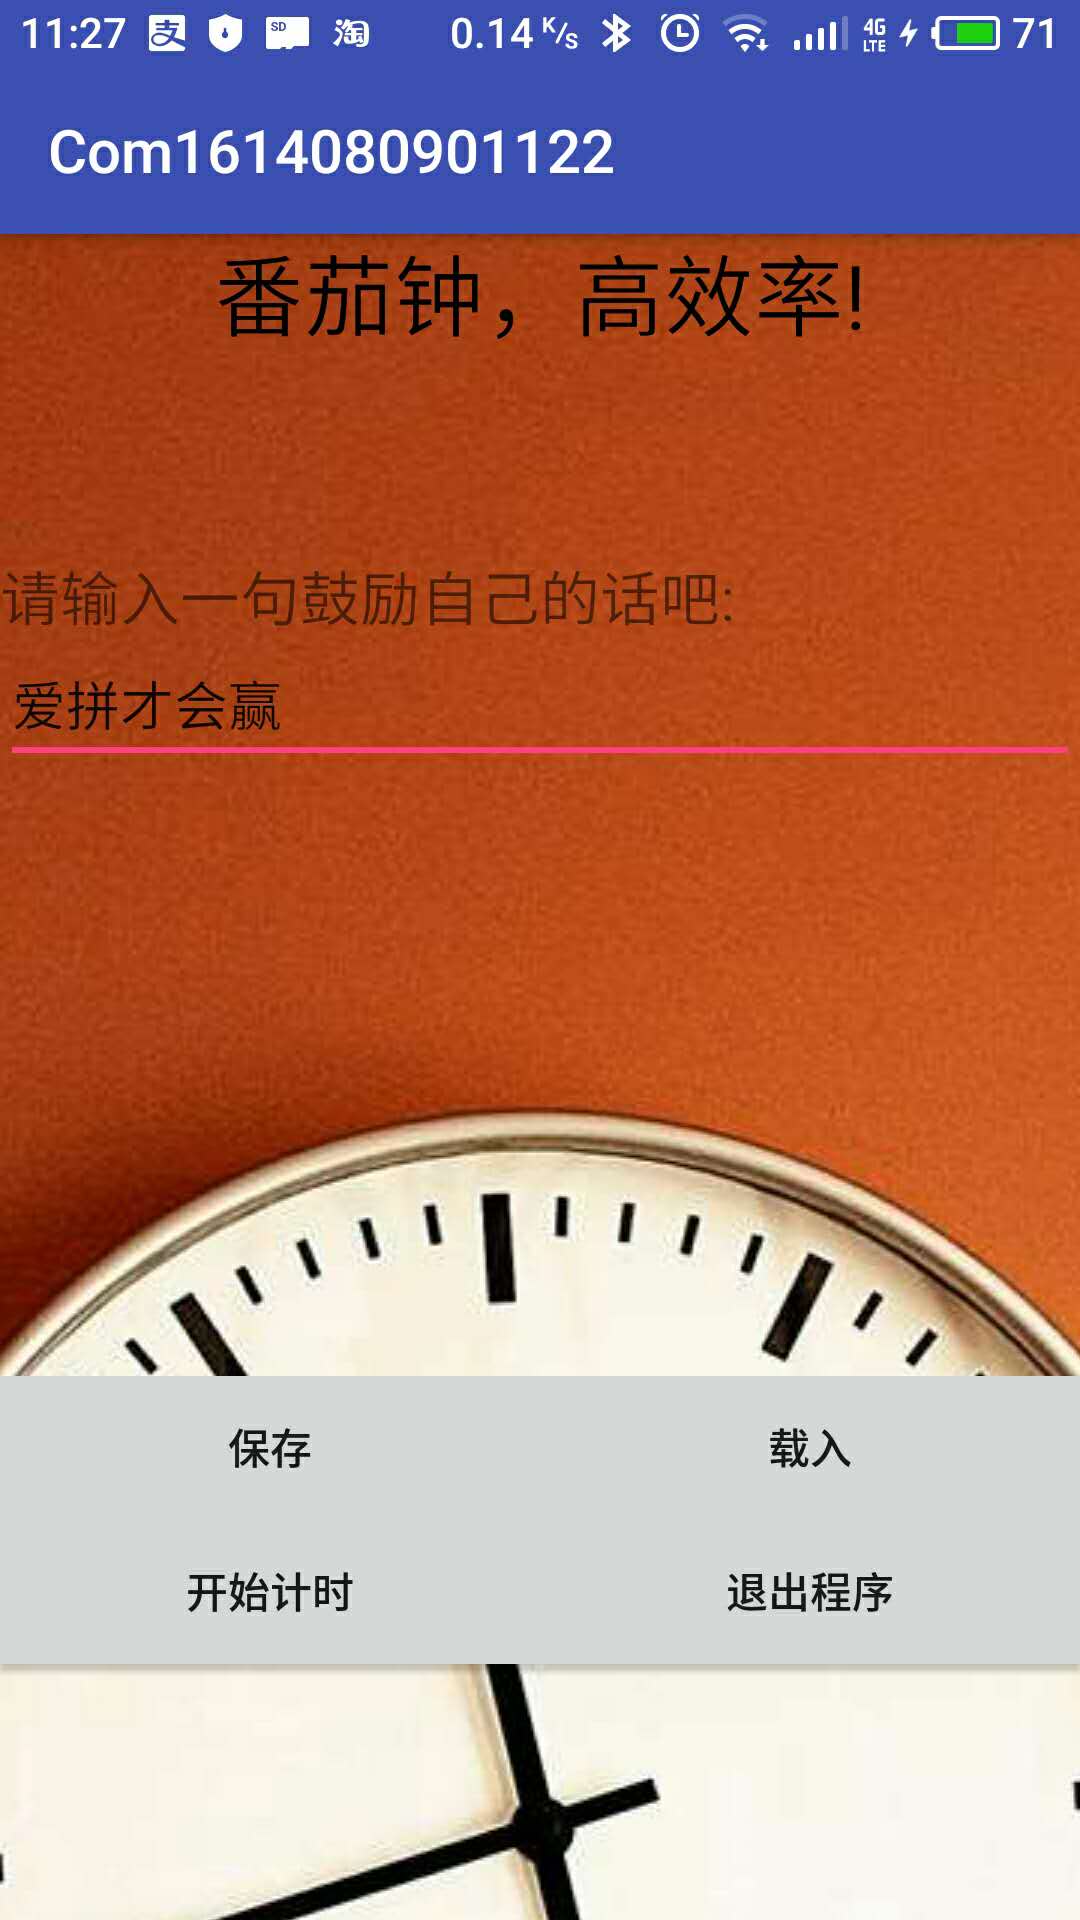 11:27 支 SD 淘 0.14 K/s 4G LTE 71
Com1614080901122
番茄钟，高效率!
请输入一句鼓励自己的话吧:
爱拼才会赢
保存 载入
开始计时 退出程序